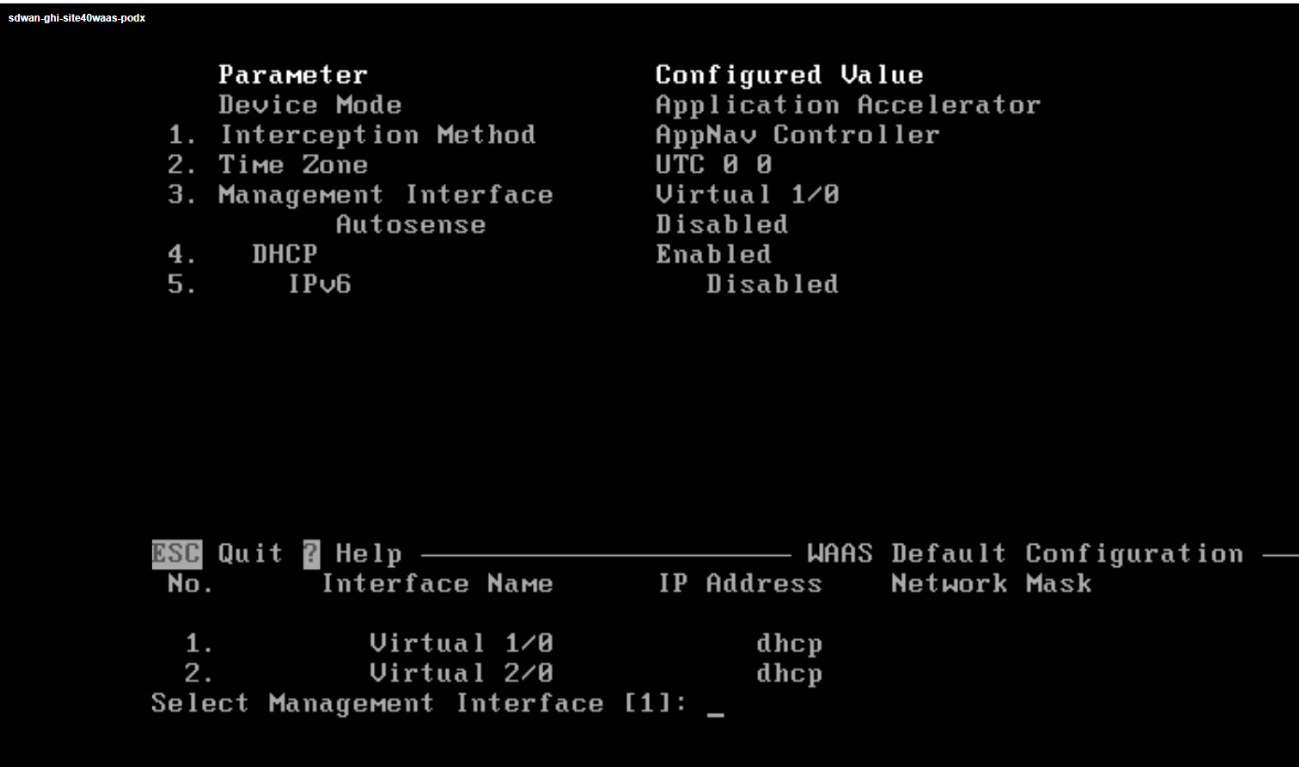 sdwan-ghi-site40waas-podx
Parameter Configured Value
Device Mode Application Accelerator
1. Interception Method AppNav Controller
2. Time Zone UTC 0 0
3. Management Interface Virtual 1/0
Autosense Disabled
4. DHCP Enabled
5. IPv6 Disabled
ESC Quit ? Help WAAS Default Configuration
No. Interface Name IP Address Network Mask
1. Virtual 1/0 dhcp
2. Virtual 2/0 dhcp
Select Management Interface [1]: _